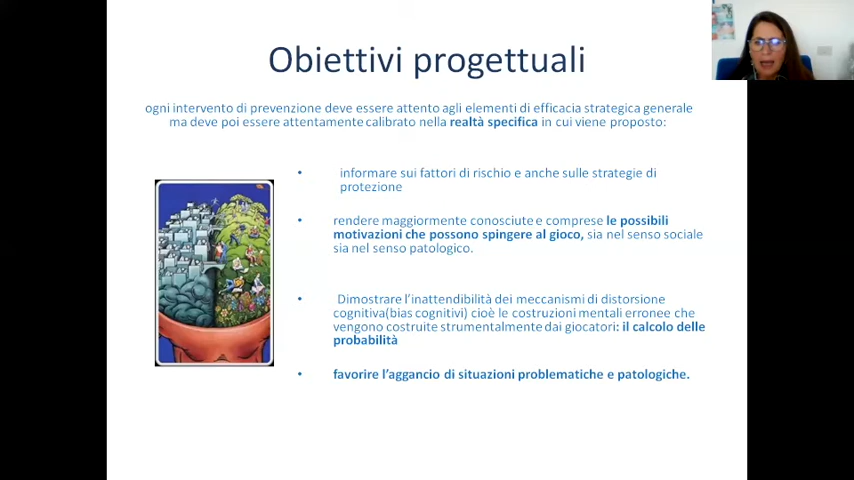 Obiettivi progettuali
ogni intervento di prevenzione deve essere attento agli elementi di efficacia strategica generale
ma deve poi essere attentamente calibrato nella realtà specifica in cui viene proposto:
• informare sui fattori di rischio e anche sulle strategie di
protezione
• rendere maggiormente conosciute e comprese le possibili
motivazioni che possono spingere al gioco, sia nel senso sociale
sia nel senso patologico.
• Dimostrare l'inattendibilità dei meccanismi di distorsione
cognitiva(bias cognitivi) cioè le costruzioni mentali erronee che
vengono costruite strumentalmente dai giocatori: il calcolo delle
probabilità
• favorire l'aggancio di situazioni problematiche e patologiche.